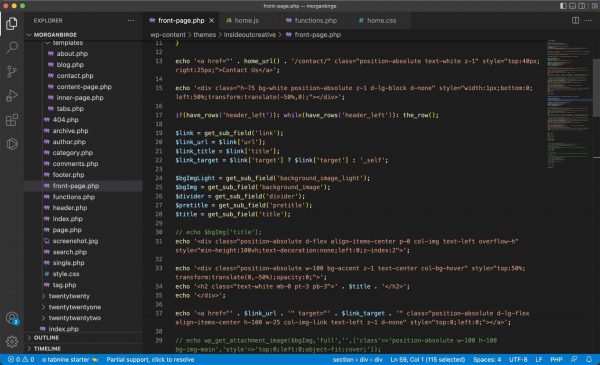 front-page.php — morganbirge
EXPLORER
MORGANBIRGE
templates
about.php
blog.php
contact.php
content-page.php
inner-page.php
tabs.php
404.php
archive.php
author.php
category.php
comments.php
footer.php
front-page.php
functions.php
header.php
index.php
page.php
screenshot.jpg
search.php
single.php
style.css
tag.php
twentytwenty
twentytwentyone
twentytwentytwo
index.php
OUTLINE
TIMELINE
front-page.php home.js functions.php home.css
wp-content > themes > insideoutcreative > front-page.php
11 }
12
13 echo '<a href="' . home_url() . '/contact/" class="position-absolute text-white z-1" style="top:40px;
right:25px;">Contact Us</a>';
14
15 echo '<div class="h-75 bg-white position-absolute z-1 d-lg-block d-none" style="width:1px;bottom:0;
left:50%;transform:translate(-50%,0);"></div>';
16
17 if(have_rows('header_left')): while(have_rows('header_left')): the_row();
18
19 $link = get_sub_field('link');
20 $link_url = $link['url'];
21 $link_title = $link['title'];
22 $link_target = $link['target'] ? $link['target'] : '_self';
23
24 $bgImgLight = get_sub_field('background_image_light');
25 $bgImg = get_sub_field('background_image');
26 $divider = get_sub_field('divider');
27 $pretitle = get_sub_field('pretitle');
28 $title = get_sub_field('title');
29
30 // echo $bgImg['title'];
31 echo '<div class="position-absolute d-flex align-items-center p-0 col-img text-left overflow-h"
style="min-height:100vh;text-decoration:none;left:0;z-index:2">';
32
33 echo '<div class="position-absolute w-100 bg-accent z-1 text-center col-bg-hover" style="top:50%;
transform:translate(0,-50%);opacity:0;">';
34 echo '<h2 class="text-white mb-0 pt-3 pb-3">' . $title . '</h2>';
35 echo '</div>';
36
37 echo '<a href="' . $link_url . '" target="' . $link_target . '" class="position-absolute d-lg-flex
align-items-center h-100 w-25 col-img-link text-left z-1 d-none" style="top:0;left:0;"></a>';
38
39 // echo wp_get_attachment_image($bgImg,'full','',['class'=>'position-absolute w-100 h-100
bg-img-main','style'=>'top:0;left:0;object-fit:cover;']);
2
0 0 tabnine starter Partial support, click to resolve section > div > div Ln 59, Col 1 (115 selected) Spaces: 4 UTF-8 LF PHP